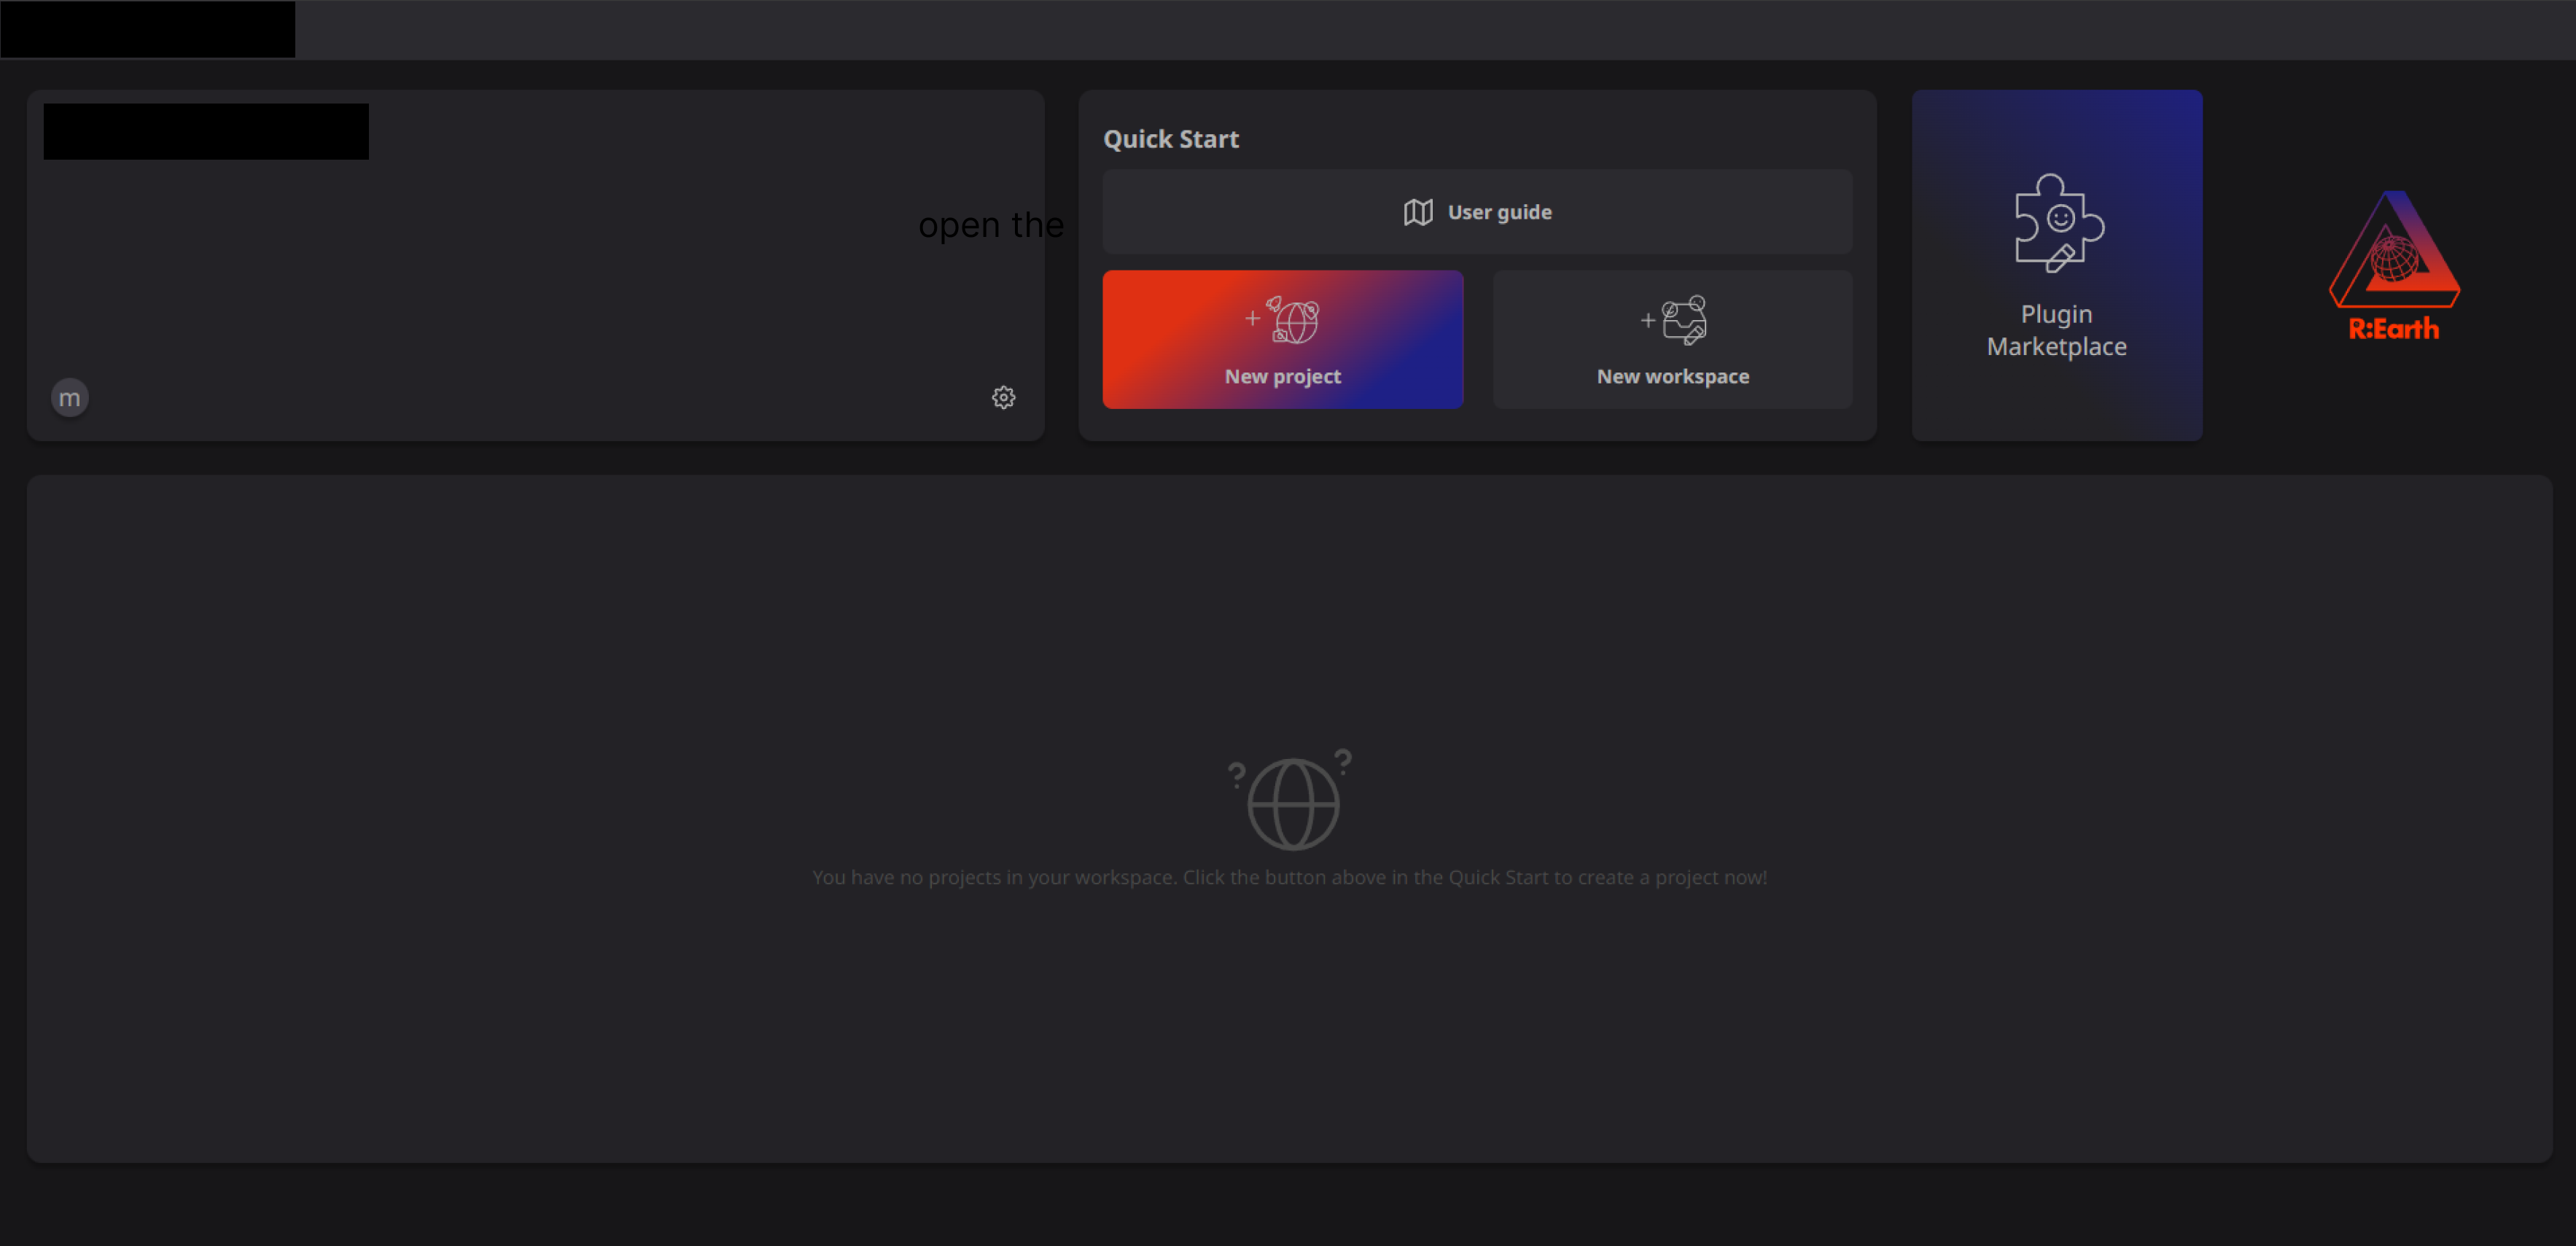 open the
Quick Start
User guide
New project
New workspace
Plugin
Marketplace
R:Earth
m
You have no projects in your workspace. Click the button above in the Quick Start to create a project now!